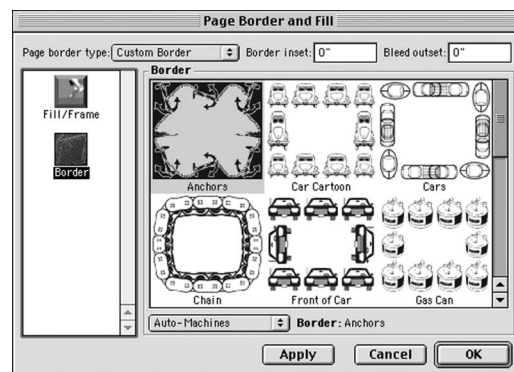 Page Border and Fill
Page border type: Custom Border
Border inset: 0"
Bleed outset: 0"
Fill/Frame
Border
Border
Anchors
Car Cartoon
Cars
Chain
Front of Car
Gas Can
Auto-Machines
Border: Anchors
Apply
Cancel
OK